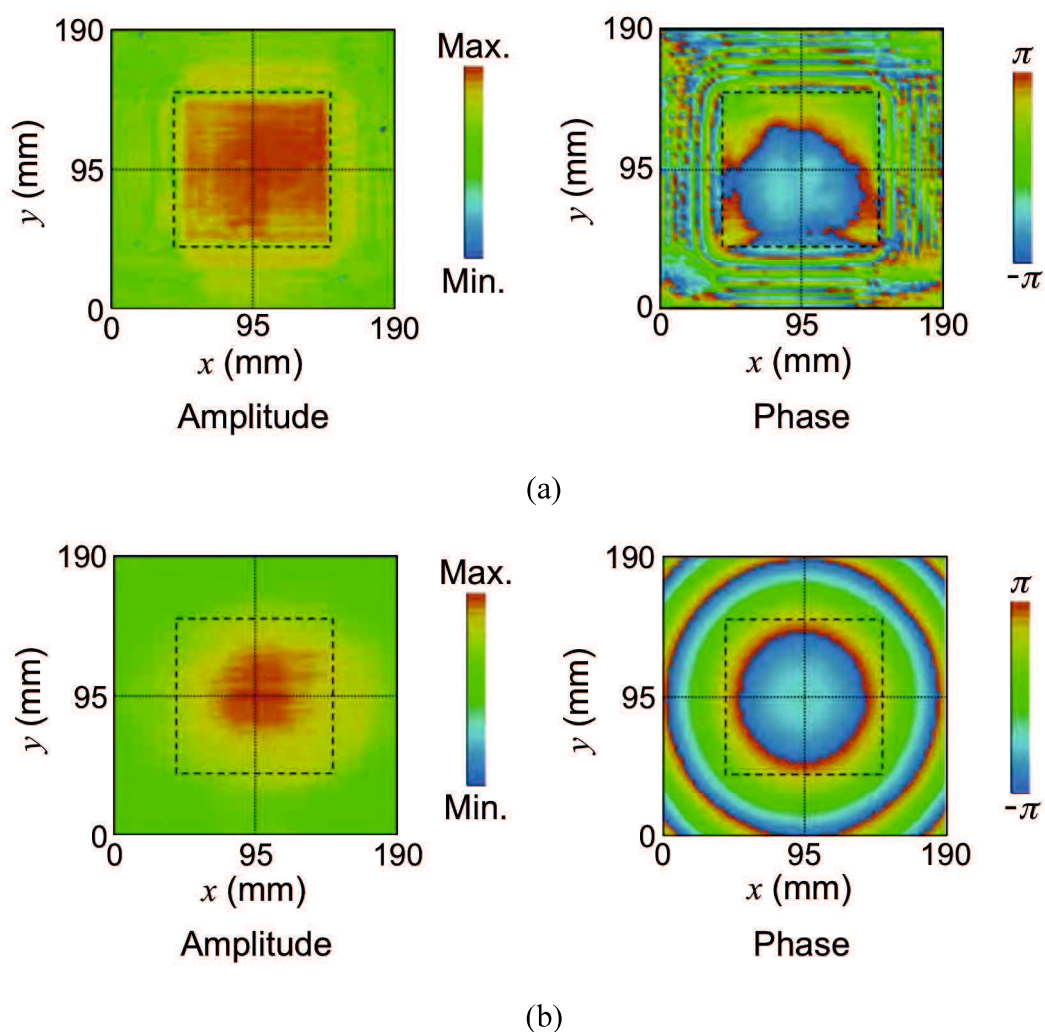 190 Max. 190 π
y (mm) 95 y (mm) 95
0 Min. 0 -π
0 95 190 0 95 190
x (mm) x (mm)
Amplitude Phase
(a)
190 Max. 190 π
y (mm) 95 y (mm) 95
0 Min. 0 -π
0 95 190 0 95 190
x (mm) x (mm)
Amplitude Phase
(b)